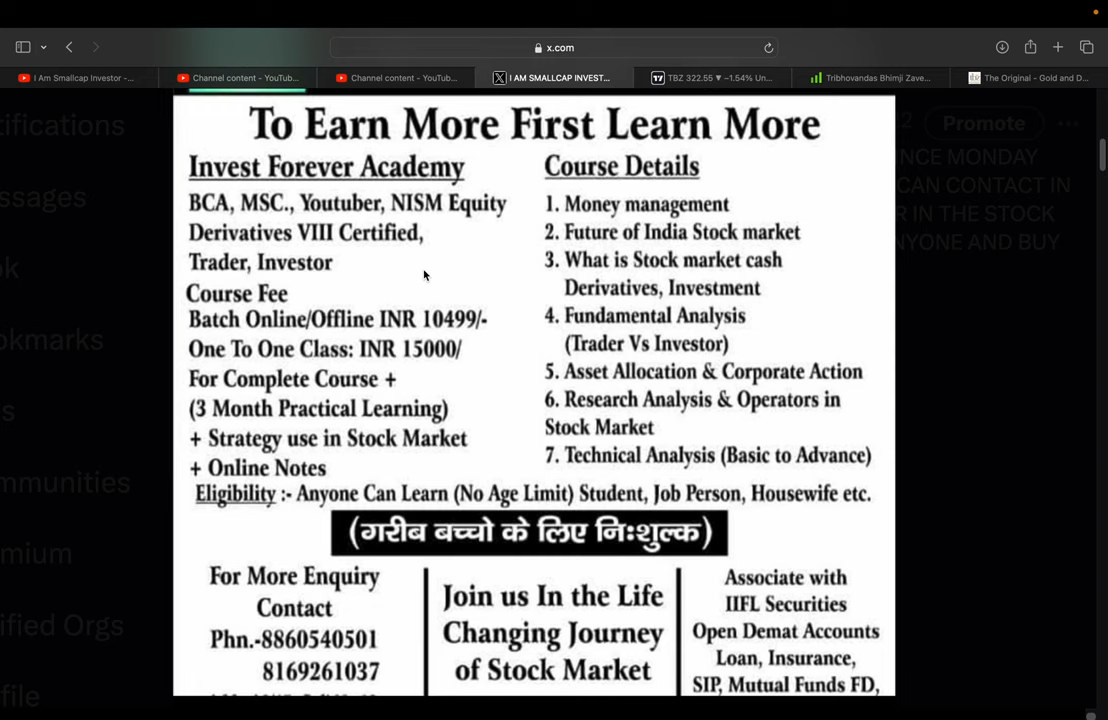 x.com
I Am Smallcap Investor -...
Channel content - YouTub...
Channel content - YouTub...
I AM SMALLCAP INVEST...
TBZ 322.55 ▼ −1.54% Un...
Tribhovandas Bhimji Zave...
The Original - Gold and D...
To Earn More First Learn More
Invest Forever Academy
BCA, MSC., Youtuber, NISM Equity
Derivatives VIII Certified,
Trader, Investor
Course Fee
Batch Online/Offline INR 10499/-
One To One Class: INR 15000/
For Complete Course +
(3 Month Practical Learning)
+ Strategy use in Stock Market
+ Online Notes
Course Details
1. Money management
2. Future of India Stock market
3. What is Stock market cash
Derivatives, Investment
4. Fundamental Analysis
(Trader Vs Investor)
5. Asset Allocation & Corporate Action
6. Research Analysis & Operators in
Stock Market
7. Technical Analysis (Basic to Advance)
Eligibility :- Anyone Can Learn (No Age Limit) Student, Job Person, Housewife etc.
(गरीब बच्चो के लिए निःशुल्क)
For More Enquiry
Contact
Phn.-8860540501
8169261037
Join us In the Life
Changing Journey
of Stock Market
Associate with
IIFL Securities
Open Demat Accounts
Loan, Insurance,
SIP, Mutual Funds FD,
Promote
INCE MONDAY
CAN CONTACT IN
R IN THE STOCK
NYONE AND BUY
tifications
ssages
ok
okmarks
s
mmunities
mium
ified Orgs
file